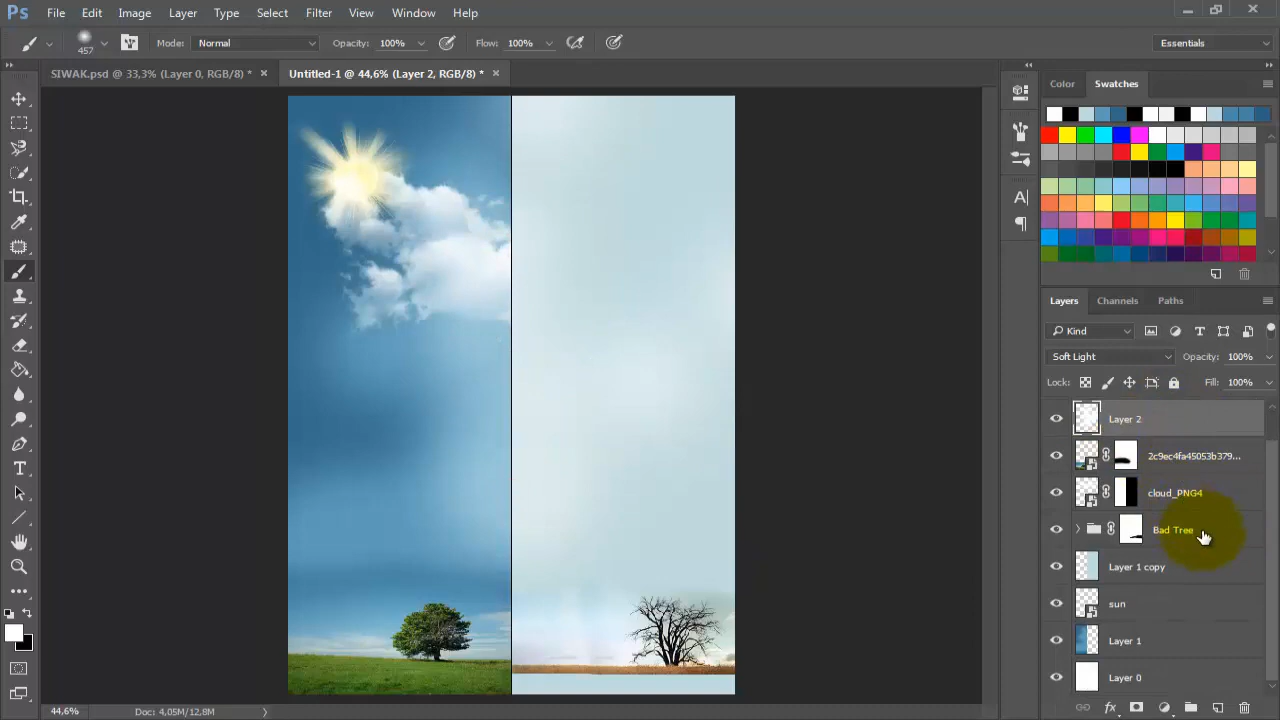 Ps File Edit Image Layer Type Select Filter View Window Help
457 Mode: Normal Opacity: 100% Flow: 100% Essentials
SIWAK.psd @ 33,3% (Layer 0, RGB/8) * × Untitled-1 @ 44,6% (Layer 2, RGB/8) * ×
Color Swatches
Layers Channels Paths
Kind
Soft Light Opacity: 100%
Lock: Fill: 100%
Layer 2
2c9ec4fa45053b379...
cloud_PNG4
Bad Tree
Layer 1 copy
sun
Layer 1
Layer 0
44,6% Doc: 4,05M/12,8M